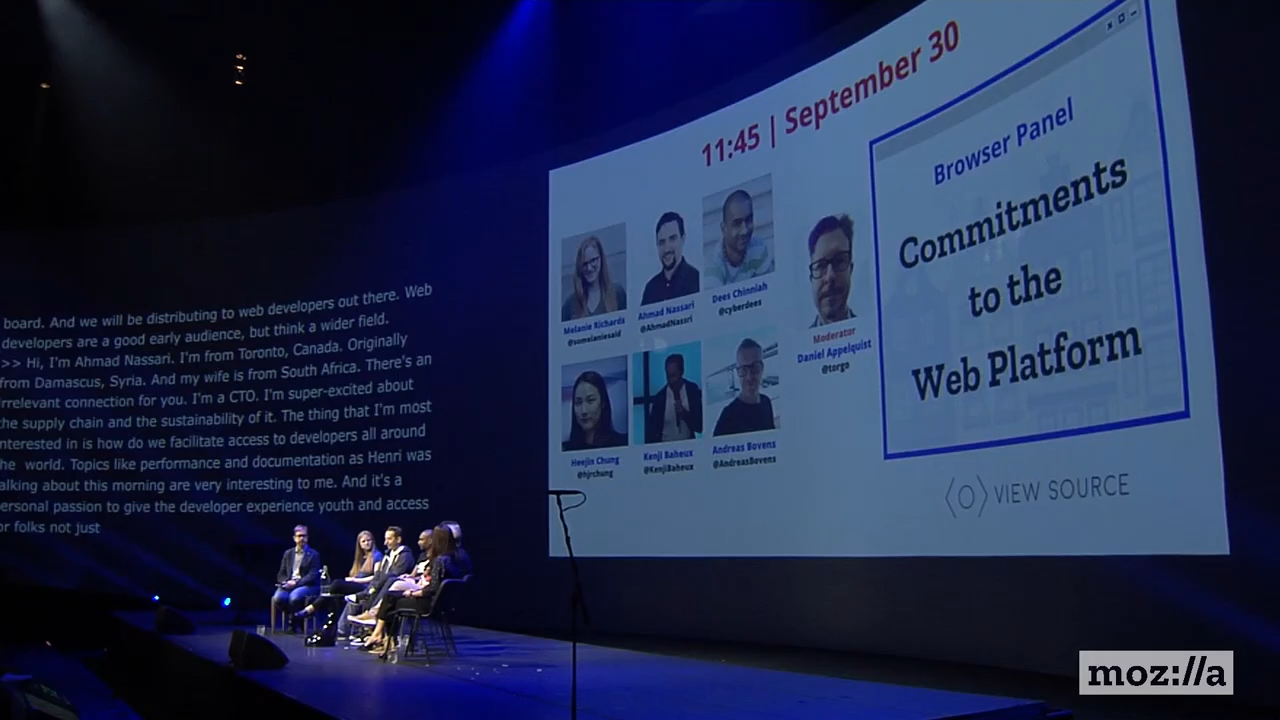 board. And we will be distributing to web developers out there. Web
developers are a good early audience, but think a wider field.
>> Hi, I'm Ahmad Nassari. I'm from Toronto, Canada. Originally
from Damascus, Syria. And my wife is from South Africa. There's an
irrelevant connection for you. I'm a CTO. I'm super-excited about
the supply chain and the sustainability of it. The thing that I'm most
nterested in is how do we facilitate access to developers all around
he world. Topics like performance and documentation as Henri was
alking about this morning are very interesting to me. And it's a
ersonal passion to give the developer experience youth and access
or folks not just
11:45 | September 30
Melanie Richards
@somelaniesaid
Ahmad Nassari
@AhmadNassri
Dees Chinniah
@cyberdees
Heejin Chung
@hjrchung
Kenji Baheux
@KenjiBaheux
Andreas Bovens
@AndreasBovens
Moderator
Daniel Appelquist
@torgo
Browser Panel
Commitments
to the
Web Platform
VIEW SOURCE
moz://a